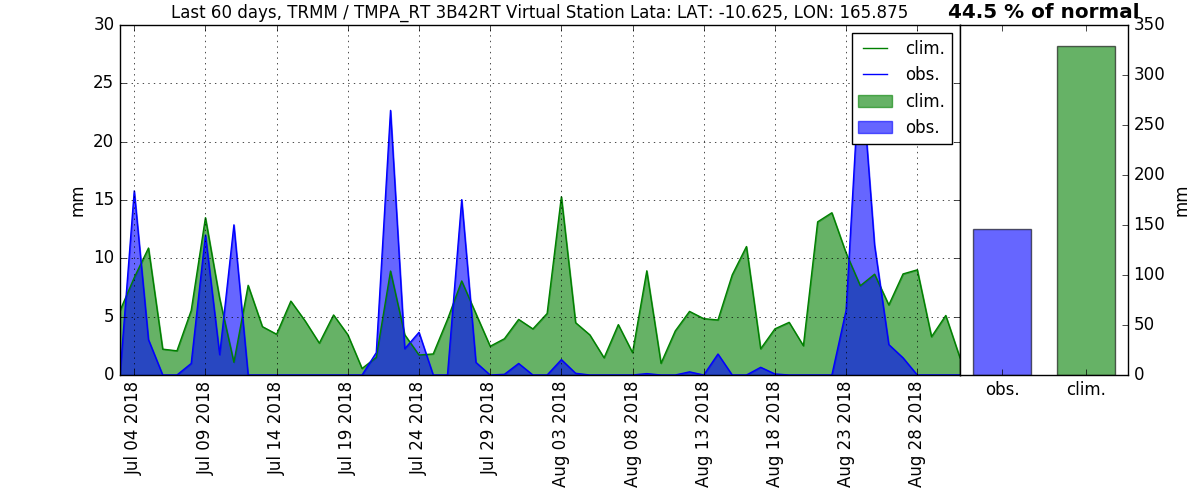 Last 60 days, TRMM / TMPA_RT 3B42RT Virtual Station Lata: LAT: -10.625, LON: 165.875
44.5 % of normal
30
25
20
15
10
5
0
mm
clim.
obs.
clim.
obs.
350
300
250
200
150
100
50
0
mm
Jul 04 2018
Jul 09 2018
Jul 14 2018
Jul 19 2018
Jul 24 2018
Jul 29 2018
Aug 03 2018
Aug 08 2018
Aug 13 2018
Aug 18 2018
Aug 23 2018
Aug 28 2018
obs.
clim.